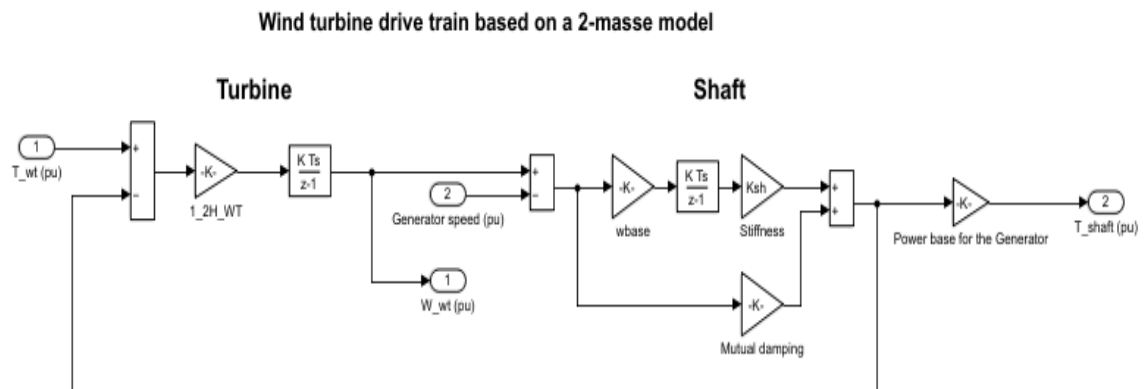 Wind turbine drive train based on a 2-masse model
Turbine
Shaft
1
T_wt (pu)
+
−
-K-
1_2H_WT
K Ts
z-1
2
Generator speed (pu)
+
−
1
W_wt (pu)
-K-
wbase
K Ts
z-1
Ksh
Stiffness
-K-
Mutual damping
+
+
-K-
Power base for the Generator
2
T_shaft (pu)